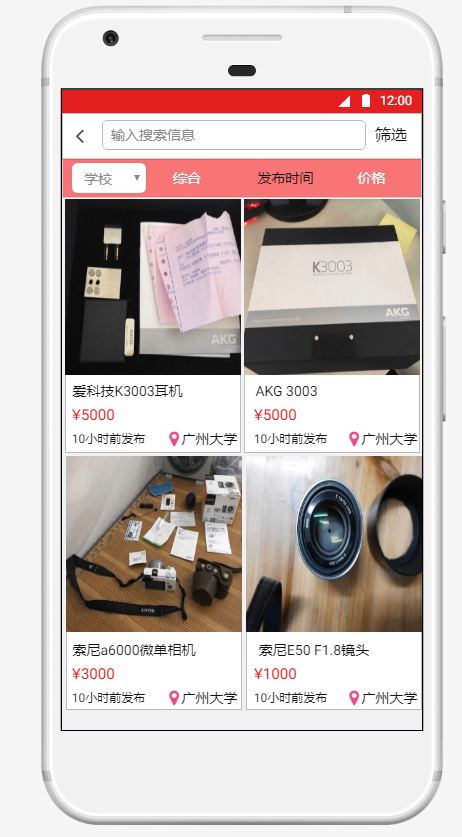 12:00
输入搜索信息 筛选
学校 综合 发布时间 价格
K3003
AKG
AKG
爱科技K3003耳机
¥5000
10小时前发布 广州大学
AKG 3003
¥5000
10小时前发布 广州大学
SONY
索尼a6000微单相机
¥3000
10小时前发布 广州大学
索尼E50 F1.8镜头
¥1000
10小时前发布 广州大学